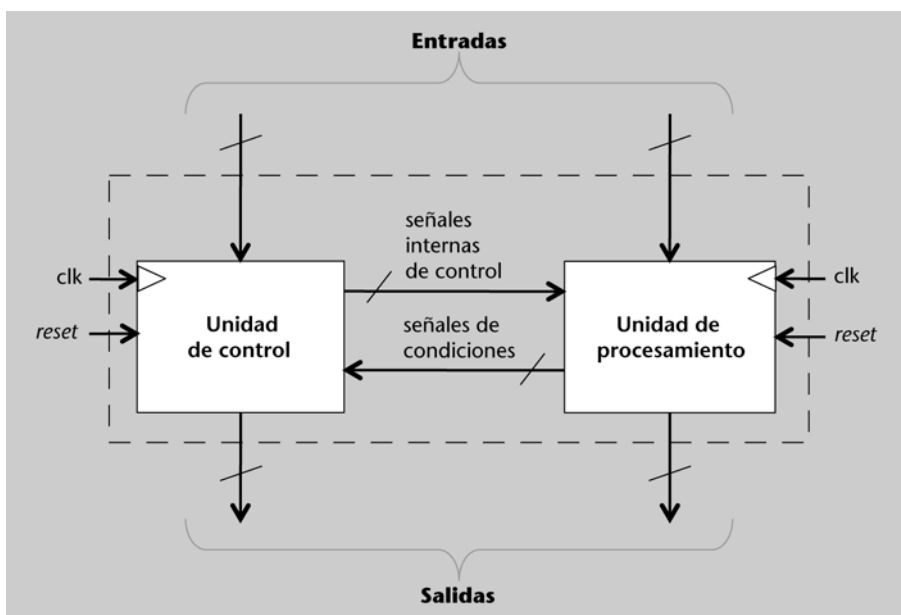 Entradas
señales
internas
de control
clk
clk
reset
reset
Unidad
de control
señales de
condiciones
Unidad de
procesamiento
Salidas